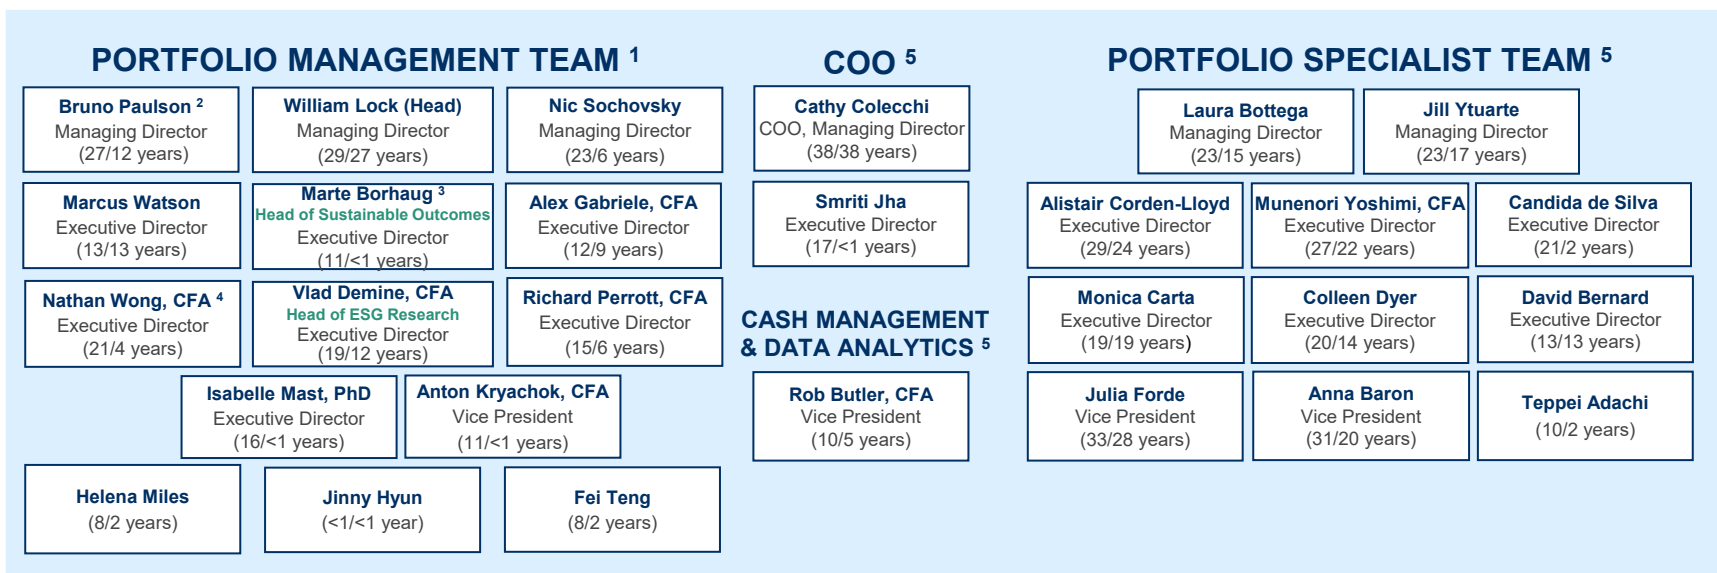 PORTFOLIO MANAGEMENT TEAM 1
Bruno Paulson 2
Managing Director
(27/12 years)
William Lock (Head)
Managing Director
(29/27 years)
Nic Sochovsky
Managing Director
(23/6 years)
Marcus Watson
Executive Director
(13/13 years)
Marte Borhaug 3
Head of Sustainable Outcomes
Executive Director
(11/<1 years)
Alex Gabriele, CFA
Executive Director
(12/9 years)
Nathan Wong, CFA 4
Executive Director
(21/4 years)
Vlad Demine, CFA
Head of ESG Research
Executive Director
(19/12 years)
Richard Perrott, CFA
Executive Director
(15/6 years)
Isabelle Mast, PhD
Executive Director
(16/<1 years)
Anton Kryachok, CFA
Vice President
(11/<1 years)
Helena Miles
(8/2 years)
Jinny Hyun
(<1/<1 year)
Fei Teng
(8/2 years)
COO 5
Cathy Colecchi
COO, Managing Director
(38/38 years)
Smriti Jha
Executive Director
(17/<1 years)
CASH MANAGEMENT
& DATA ANALYTICS 5
Rob Butler, CFA
Vice President
(10/5 years)
PORTFOLIO SPECIALIST TEAM 5
Laura Bottega
Managing Director
(23/15 years)
Jill Ytuarte
Managing Director
(23/17 years)
Alistair Corden-Lloyd
Executive Director
(29/24 years)
Munenori Yoshimi, CFA
Executive Director
(27/22 years)
Candida de Silva
Executive Director
(21/2 years)
Monica Carta
Executive Director
(19/19 years)
Colleen Dyer
Executive Director
(20/14 years)
David Bernard
Executive Director
(13/13 years)
Julia Forde
Vice President
(33/28 years)
Anna Baron
Vice President
(31/20 years)
Teppei Adachi
(10/2 years)